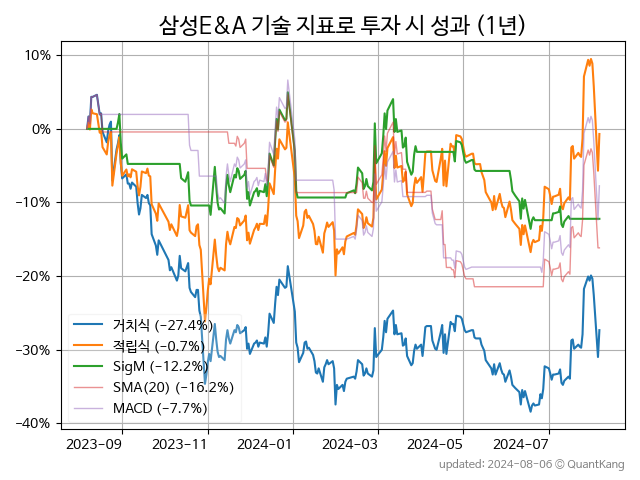 삼성E&A 기술 지표로 투자 시 성과 (1년)
10%
0%
−10%
−20%
−30%
−40%
거치식 (−27.4%)
적립식 (−0.7%)
SigM (−12.2%)
SMA(20) (−16.2%)
MACD (−7.7%)
2023-09
2023-11
2024-01
2024-03
2024-05
2024-07
updated: 2024-08-06 © QuantKang